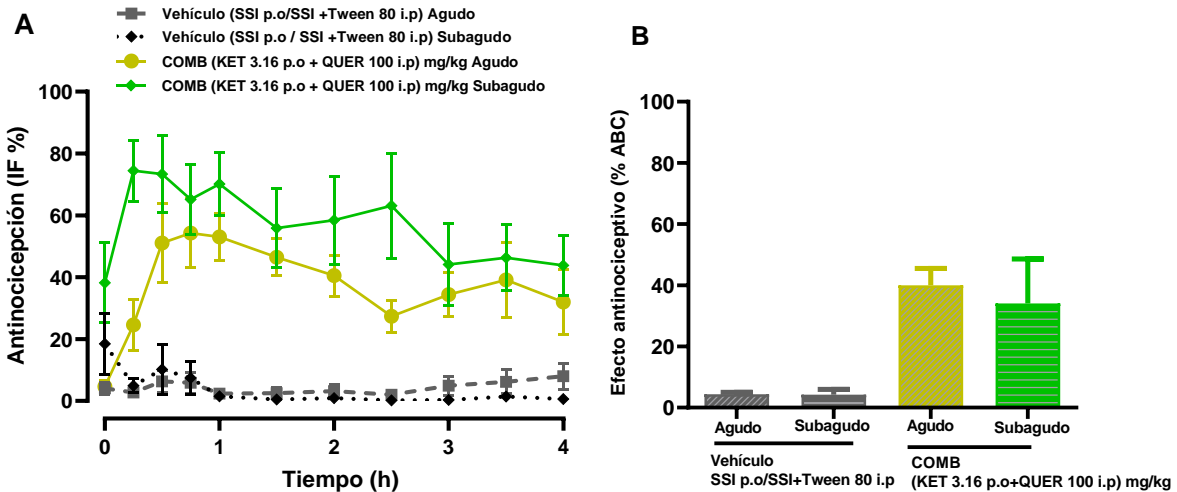 A
Vehículo (SSI p.o/SSI +Tween 80 i.p) Agudo
Vehículo (SSI p.o / SSI +Tween 80 i.p) Subagudo
COMB (KET 3.16 p.o + QUER 100 i.p) mg/kg Agudo
COMB (KET 3.16 p.o + QUER 100 i.p) mg/kg Subagudo
Antinocicepción (IF %)
100
80
60
40
20
0
0
1
2
3
4
Tiempo (h)
B
Efecto antinociceptivo (% ABC)
100
80
60
40
20
0
Agudo
Subagudo
Agudo
Subagudo
Vehículo
SSI p.o/SSI+Tween 80 i.p
COMB
(KET 3.16 p.o+QUER 100 i.p) mg/kg